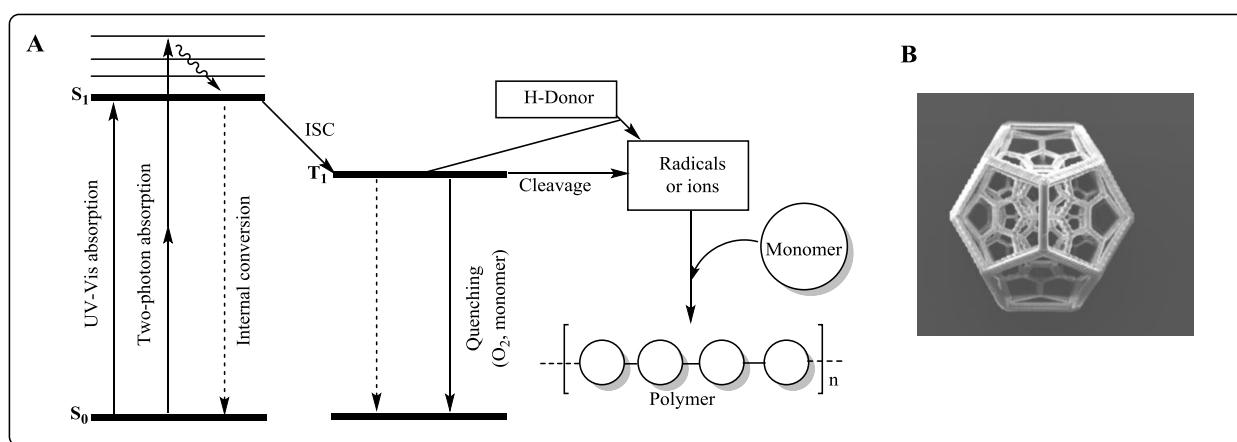 A
B
S₁
ISC
H-Donor
T₁
Cleavage
Radicals
or ions
Monomer
UV-Vis absorption
Two-photon absorption
Internal conversion
Quenching
(O₂, monomer)
n
Polymer
S₀